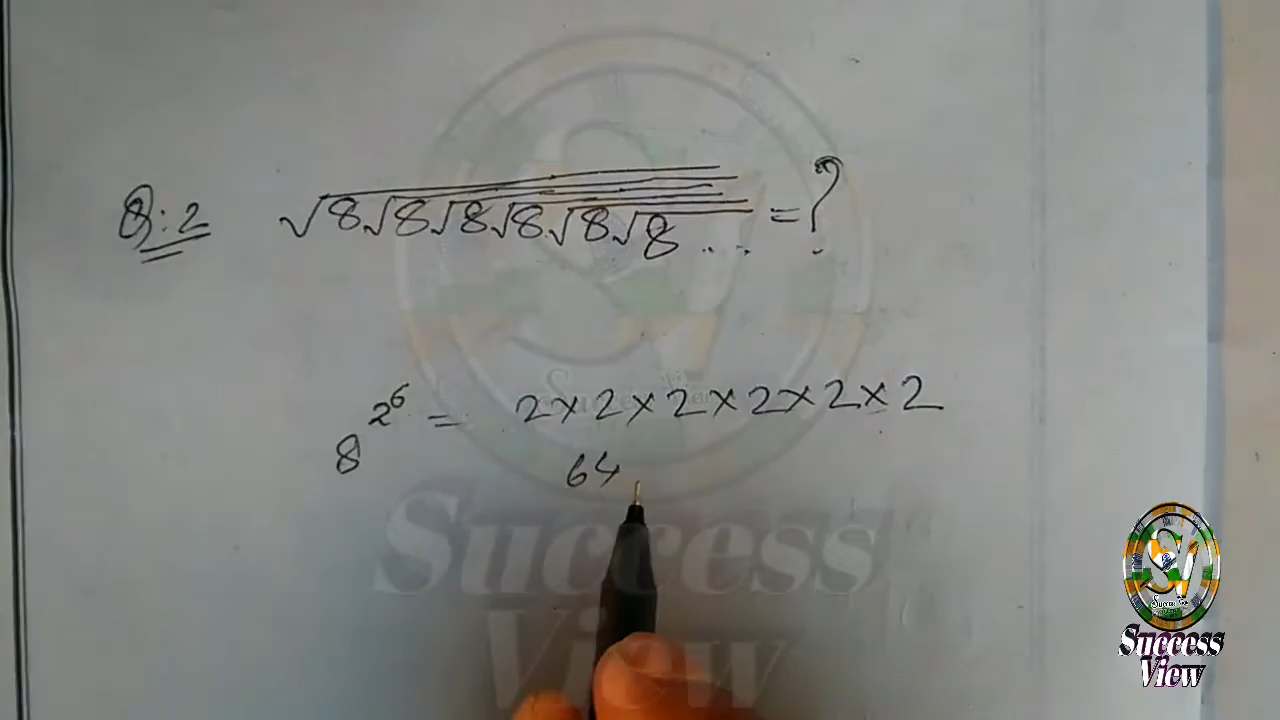 Q:2 √8√8√8√8√8√8 .... = ?
8^2^6 = 2×2×2×2×2×2
64
Success
View
Success
View